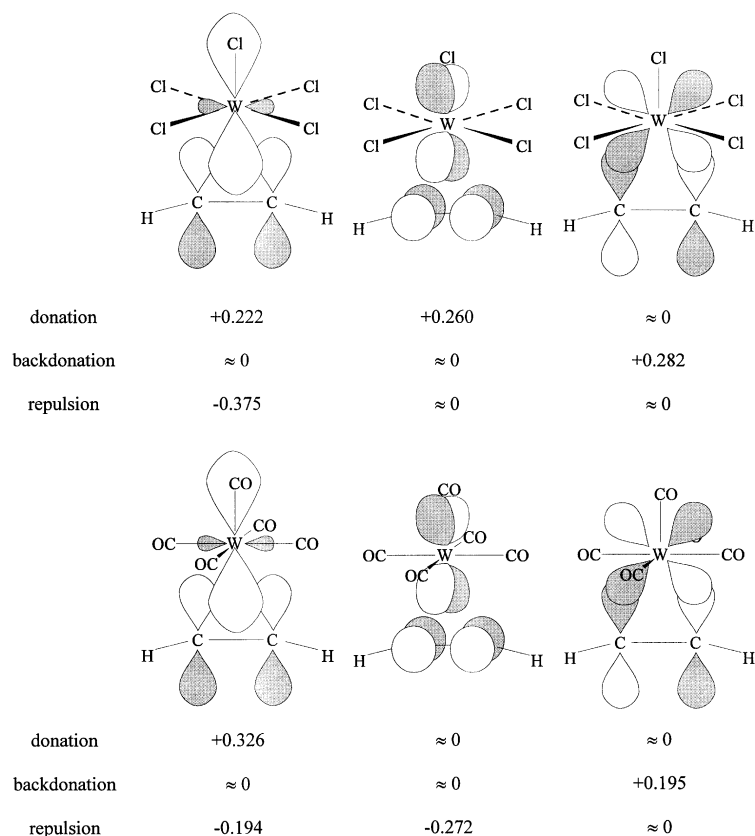 Cl Cl
Cl Cl Cl Cl Cl Cl Cl
W W W
Cl Cl Cl Cl Cl Cl
C C C C
H H H H H H
donation +0.222 +0.260 ≈ 0
backdonation ≈ 0 ≈ 0 +0.282
repulsion -0.375 ≈ 0 ≈ 0
CO CO CO
CO CO
OC W CO OC W CO OC W CO
OC OC OC
C C C C
H H H H H H
donation +0.326 ≈ 0 ≈ 0
backdonation ≈ 0 ≈ 0 +0.195
repulsion -0.194 -0.272 ≈ 0